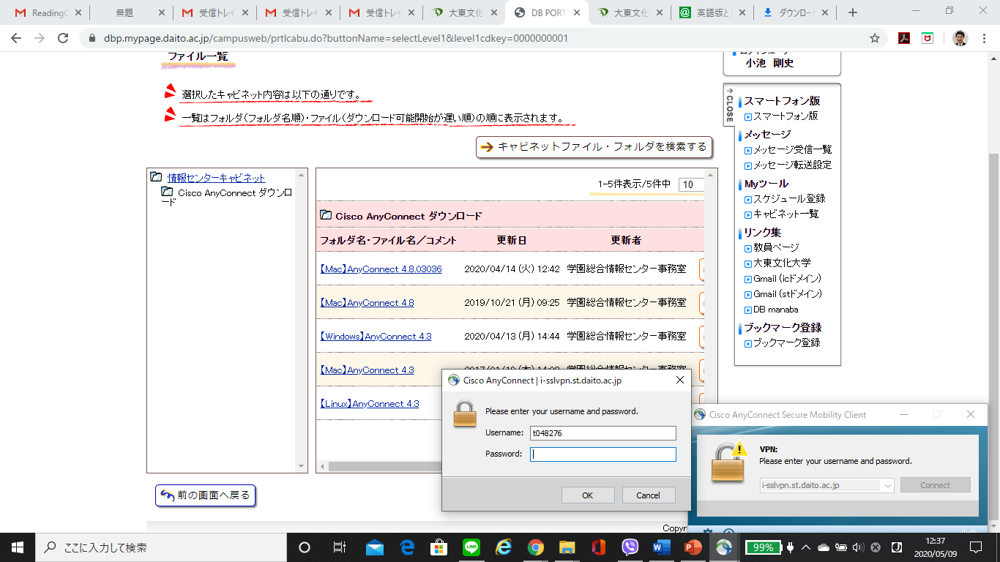 ReadingC
無題
受信トレイ
受信トレイ
受信トレイ
大東文化
DB PORT
大東文化
英語版と
ダウンロー
dbp.mypage.daito.ac.jp/campusweb/prtlcabu.do?buttonName=selectLevel1&level1cdkey=0000000001
ファイル一覧
選択したキャビネット内容は以下の通りです。
一覧はフォルダ(フォルダ名順)・ファイル(ダウンロード可能開始が遅い順)の順に表示されます。
キャビネットファイル・フォルダを検索する
情報センターキャビネット
Cisco AnyConnect ダウンロ
ード
1-5件表示/5件中 10
Cisco AnyConnect ダウンロード
フォルダ名・ファイル名/コメント 更新日 更新者
【Mac】AnyConnect 4.8.03036 2020/04/14 (火) 12:42 学園総合情報センター事務室
【Mac】AnyConnect 4.8 2019/10/21 (月) 09:25 学園総合情報センター事務室
【Windows】AnyConnect 4.3 2020/04/13 (月) 14:44 学園総合情報センター事務室
【Mac】AnyConnect 4.3
【Linux】AnyConnect 4.3
前の画面へ戻る
Copyr
小池 剛史
CLOSE
スマートフォン版
スマートフォン版
メッセージ
メッセージ受信一覧
メッセージ転送設定
Myツール
スケジュール登録
キャビネット一覧
リンク集
教員ページ
大東文化大学
Gmail (icドメイン)
Gmail (stドメイン)
DB manaba
ブックマーク登録
ブックマーク登録
Cisco AnyConnect | i-sslvpn.st.daito.ac.jp
Please enter your username and password.
Username: t048276
Password:
OK Cancel
Cisco AnyConnect Secure Mobility Client
VPN:
Please enter your username and password.
i-sslvpn.st.daito.ac.jp Connect
ここに入力して検索
LINE
99%
12:37
2020/05/09